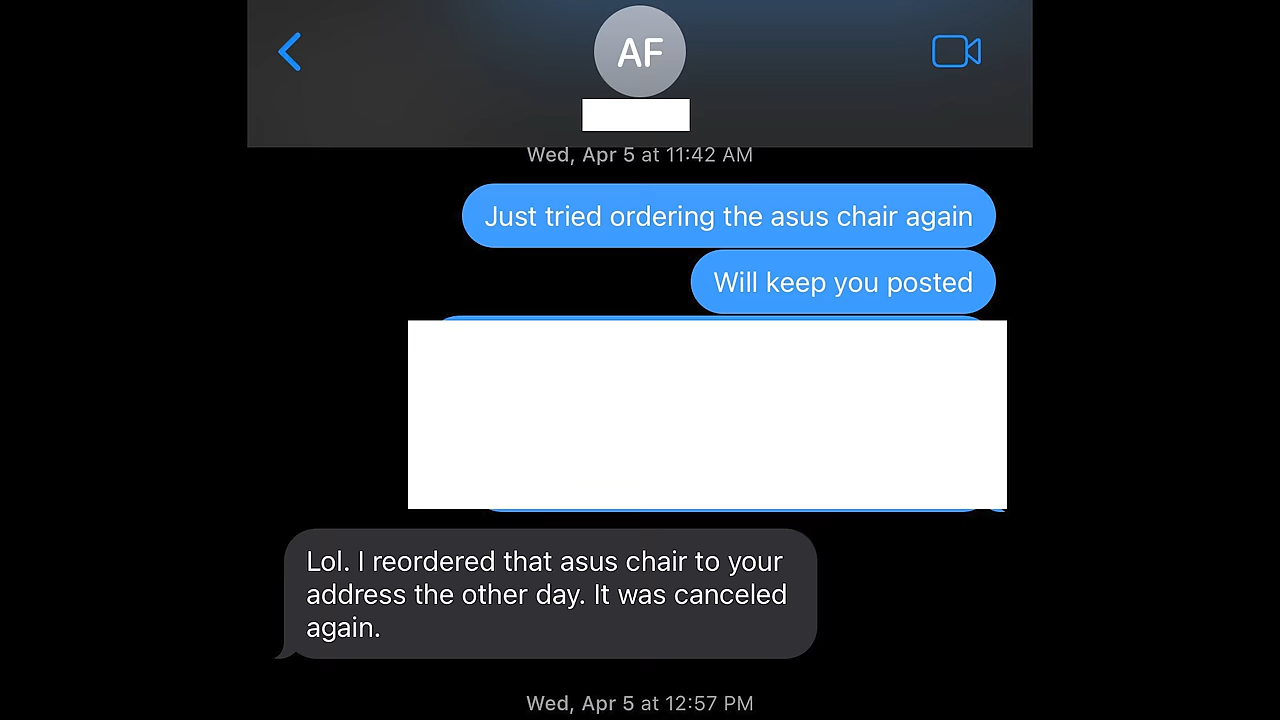 AF
Wed, Apr 5 at 11:42 AM
Just tried ordering the asus chair again
Will keep you posted
Lol. I reordered that asus chair to your
address the other day. It was canceled
again.
Wed, Apr 5 at 12:57 PM